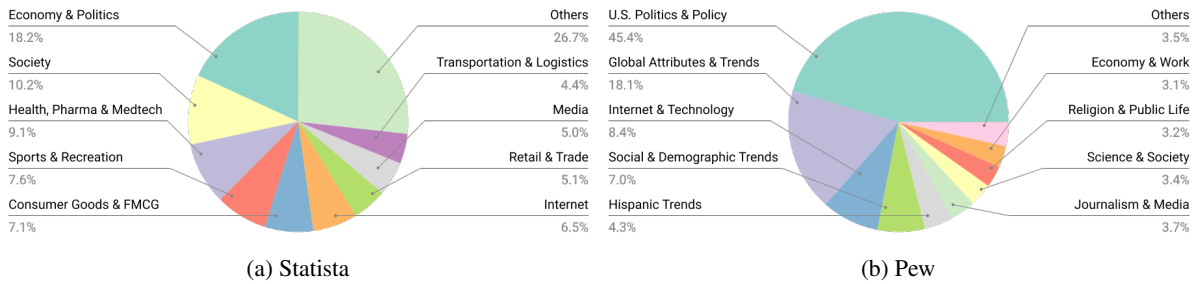 Economy & Politics
18.2%
Society
10.2%
Health, Pharma & Medtech
9.1%
Sports & Recreation
7.6%
Consumer Goods & FMCG
7.1%
Others
26.7%
Transportation & Logistics
4.4%
Media
5.0%
Retail & Trade
5.1%
Internet
6.5%
(a) Statista
U.S. Politics & Policy
45.4%
Global Attributes & Trends
18.1%
Internet & Technology
8.4%
Social & Demographic Trends
7.0%
Hispanic Trends
4.3%
Others
3.5%
Economy & Work
3.1%
Religion & Public Life
3.2%
Science & Society
3.4%
Journalism & Media
3.7%
(b) Pew